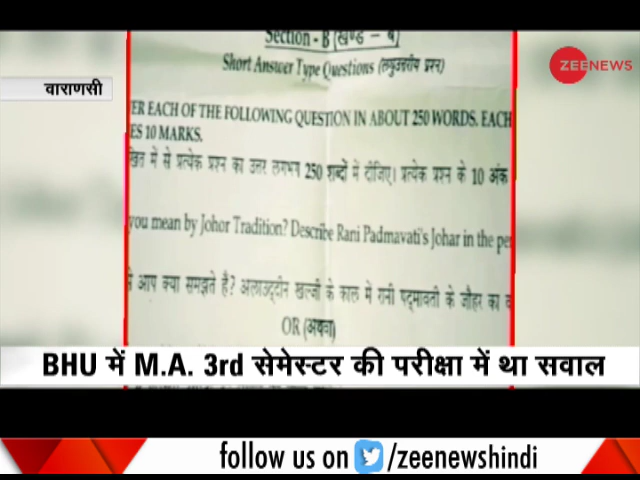 Section - B (खण्ड - ब)
Short Answer Type Questions (लघुउत्तरीय प्रश्न)
ZEE NEWS
वाराणसी
ER EACH OF THE FOLLOWING QUESTION IN ABOUT 250 WORDS. EACH
ES 10 MARKS.
खित में से प्रत्येक प्रश्न का उत्तर लगभग 250 शब्दों में दीजिए। प्रत्येक प्रश्न के 10 अंक
you mean by Johor Tradition? Describe Rani Padmavati's Johar in the per
से आप क्या समझते हैं? अलाउद्दीन खल्जी के काल में रानी पद्मावती के जौहर का व
OR (अथवा)
BHU में M.A. 3rd सेमेस्टर की परीक्षा में था सवाल
follow us on /zeenewshindi